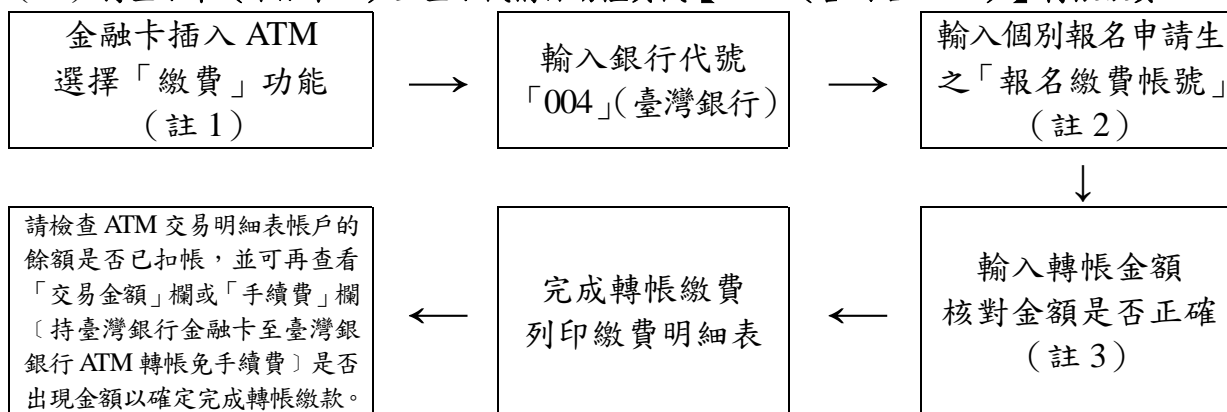 金融卡插入 ATM
選擇「繳費」功能
（註 1）
→
輸入銀行代號
「004」（臺灣銀行）
→
輸入個別報名申請生
之「報名繳費帳號」
（註 2）
↓
輸入轉帳金額
核對金額是否正確
（註 3）
←
完成轉帳繳費
列印繳費明細表
←
請檢查 ATM 交易明細表帳戶的
餘額是否已扣帳，並可再查看
「交易金額」欄或「手續費」欄
〔持臺灣銀行金融卡至臺灣銀
銀行 ATM 轉帳免手續費〕是否
出現金額以確定完成轉帳繳款。